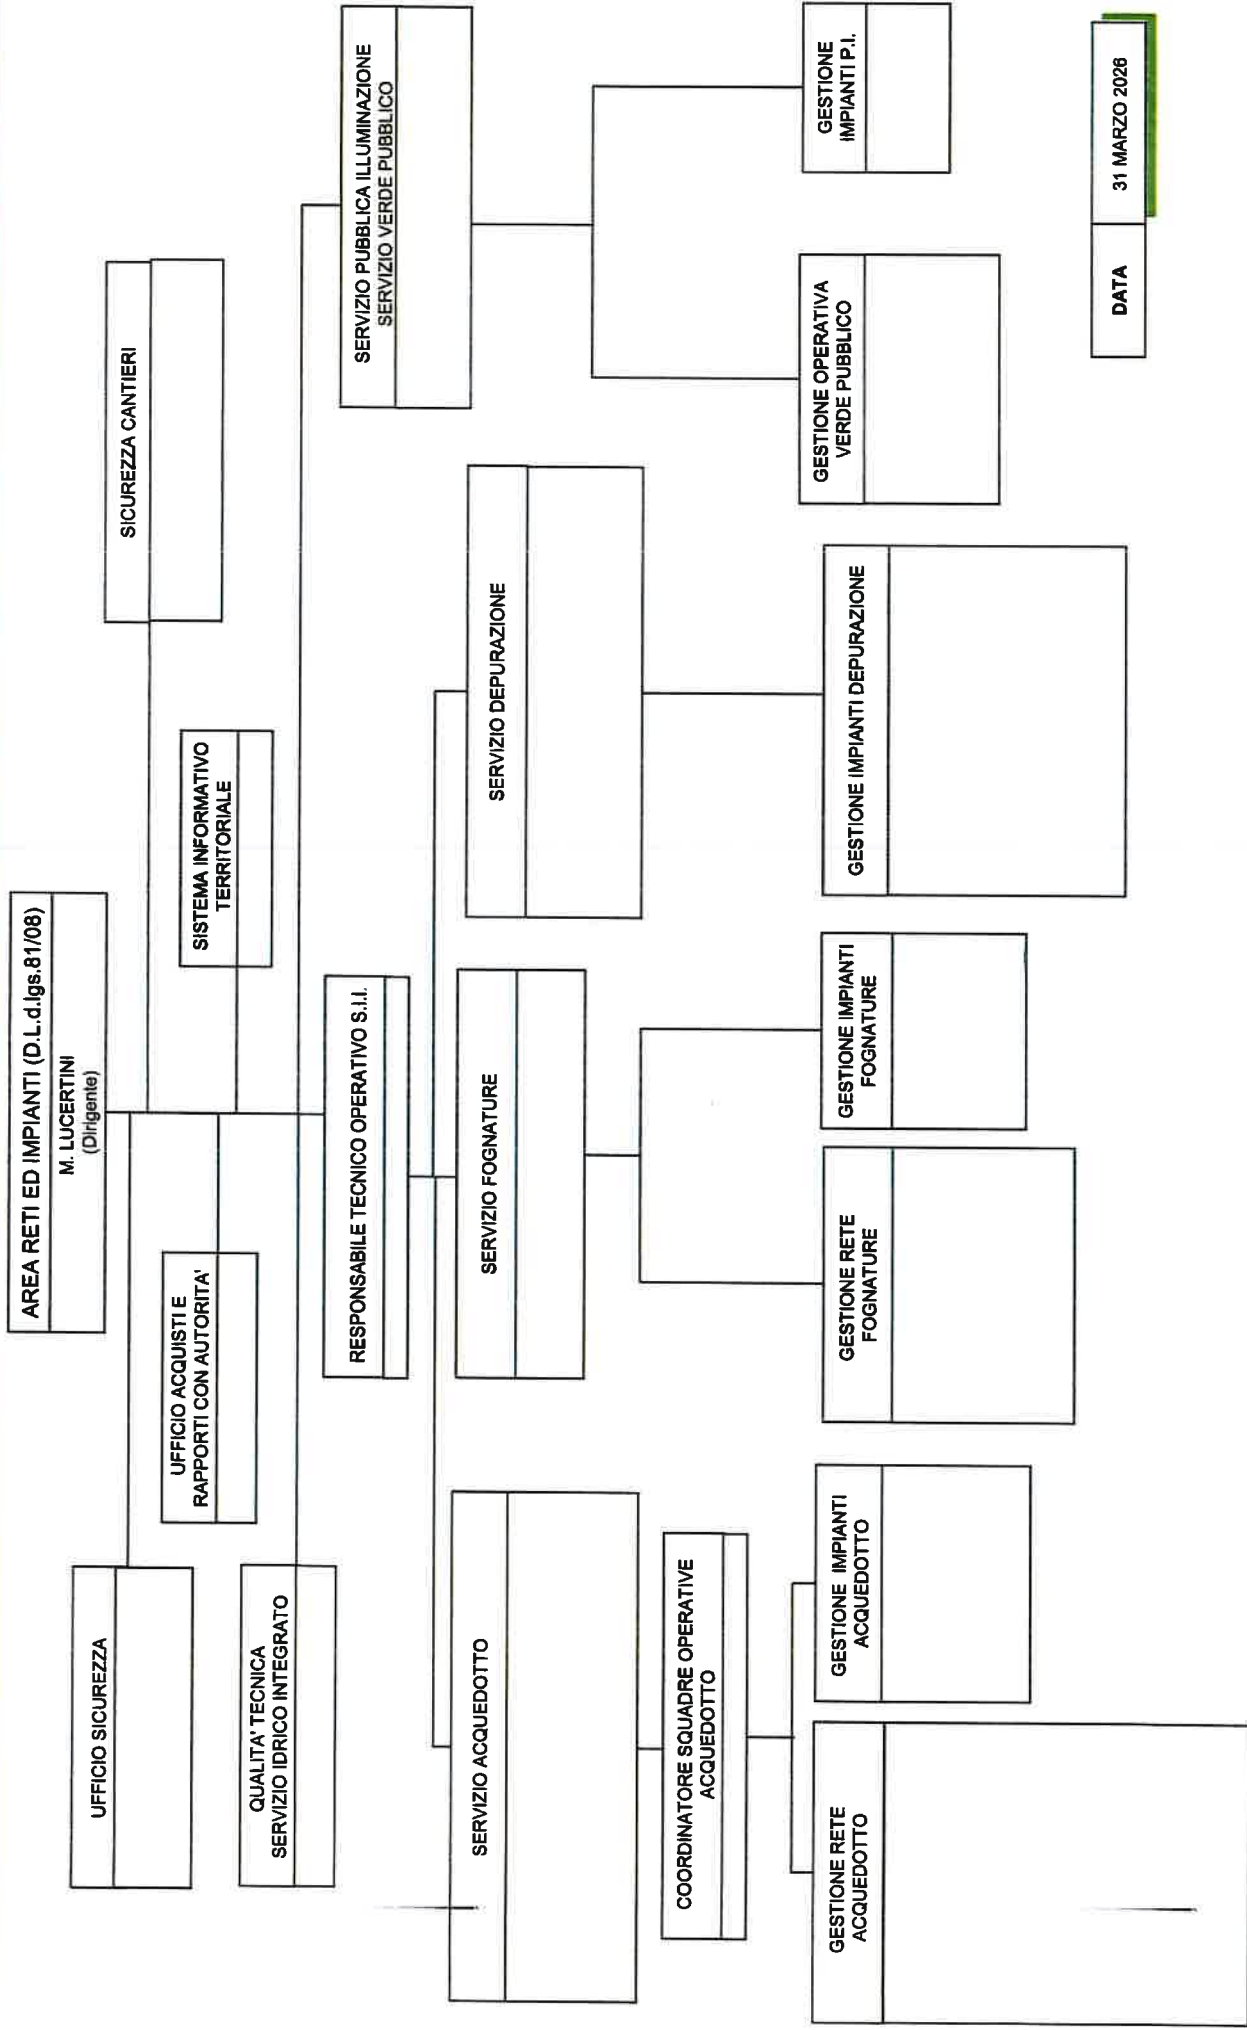 AREA RETI ED IMPIANTI (D.L.d.lgs.81/08)
M. LUCERTINI
(Dirigente)
UFFICIO SICUREZZA
SICUREZZA CANTIERI
UFFICIO ACQUISTI E
RAPPORTI CON AUTORITA'
SISTEMA INFORMATIVO
TERRITORIALE
QUALITA' TECNICA
SERVIZIO IDRICO INTEGRATO
RESPONSABILE TECNICO OPERATIVO S.I.I.
SERVIZIO PUBBLICA ILLUMINAZIONE
SERVIZIO VERDE PUBBLICO
SERVIZIO ACQUEDOTTO
SERVIZIO FOGNATURE
SERVIZIO DEPURAZIONE
COORDINATORE SQUADRE OPERATIVE
ACQUEDOTTO
GESTIONE RETE
ACQUEDOTTO
GESTIONE IMPIANTI
ACQUEDOTTO
GESTIONE RETE
FOGNATURE
GESTIONE IMPIANTI
FOGNATURE
GESTIONE IMPIANTI DEPURAZIONE
GESTIONE OPERATIVA
VERDE PUBBLICO
GESTIONE
IMPIANTI P.I.
DATA
31 MARZO 2026